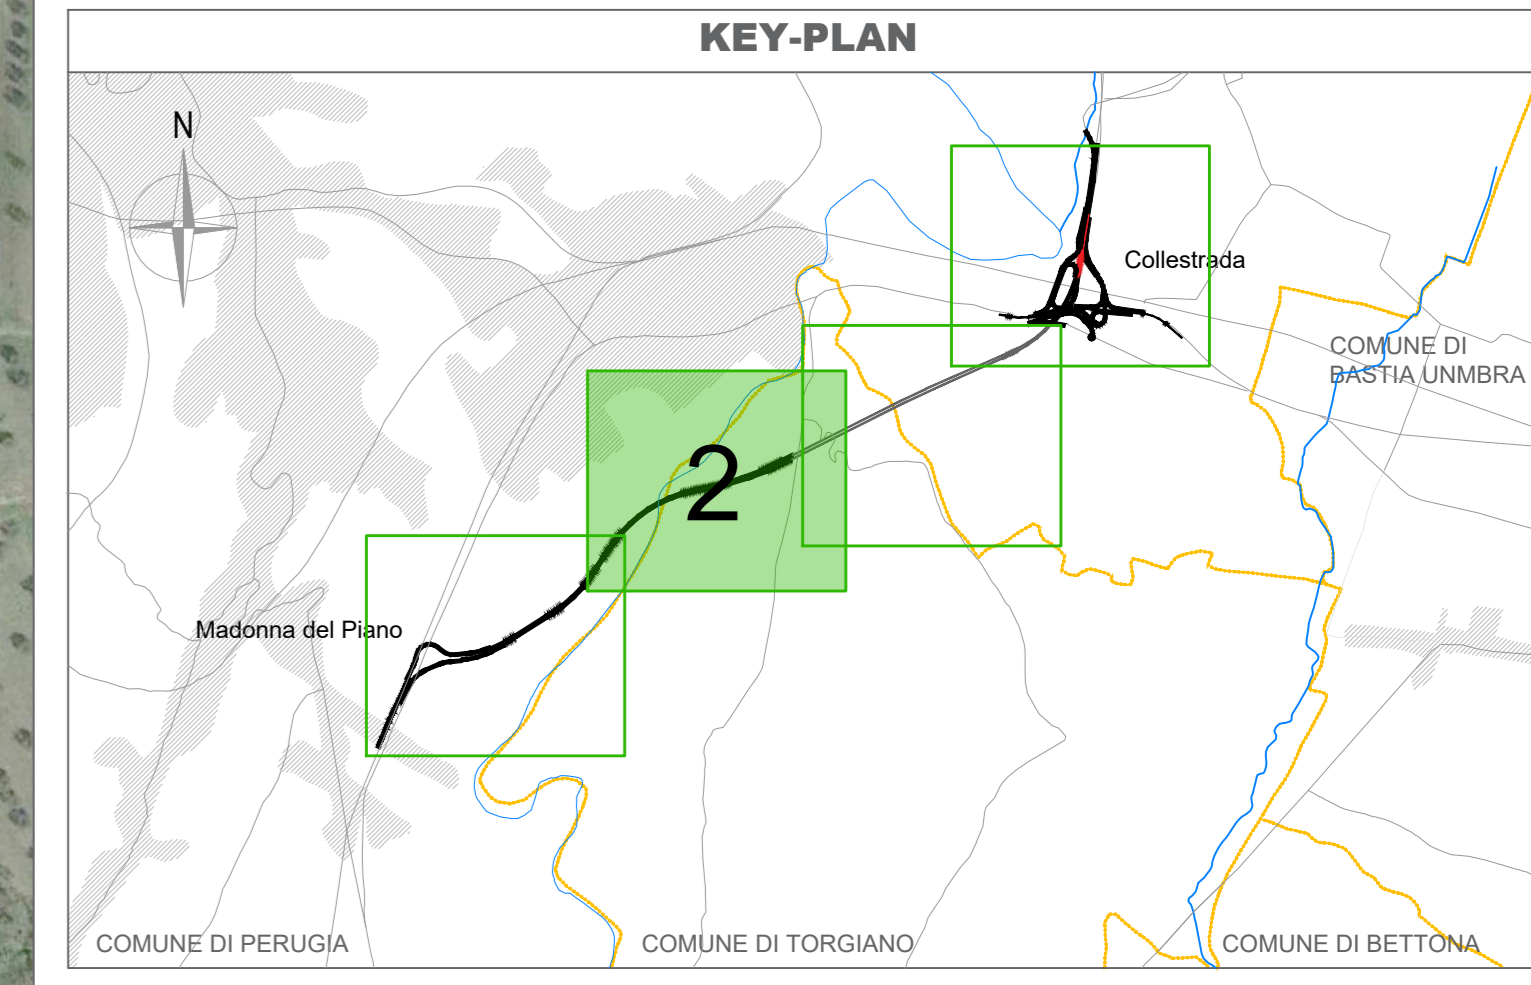 KEY-PLAN
N
Collestrada
COMUNE DI
BASTIA UNMBRA
2
Madonna del Piano
COMUNE DI PERUGIA
COMUNE DI TORGIANO
COMUNE DI BETTONA